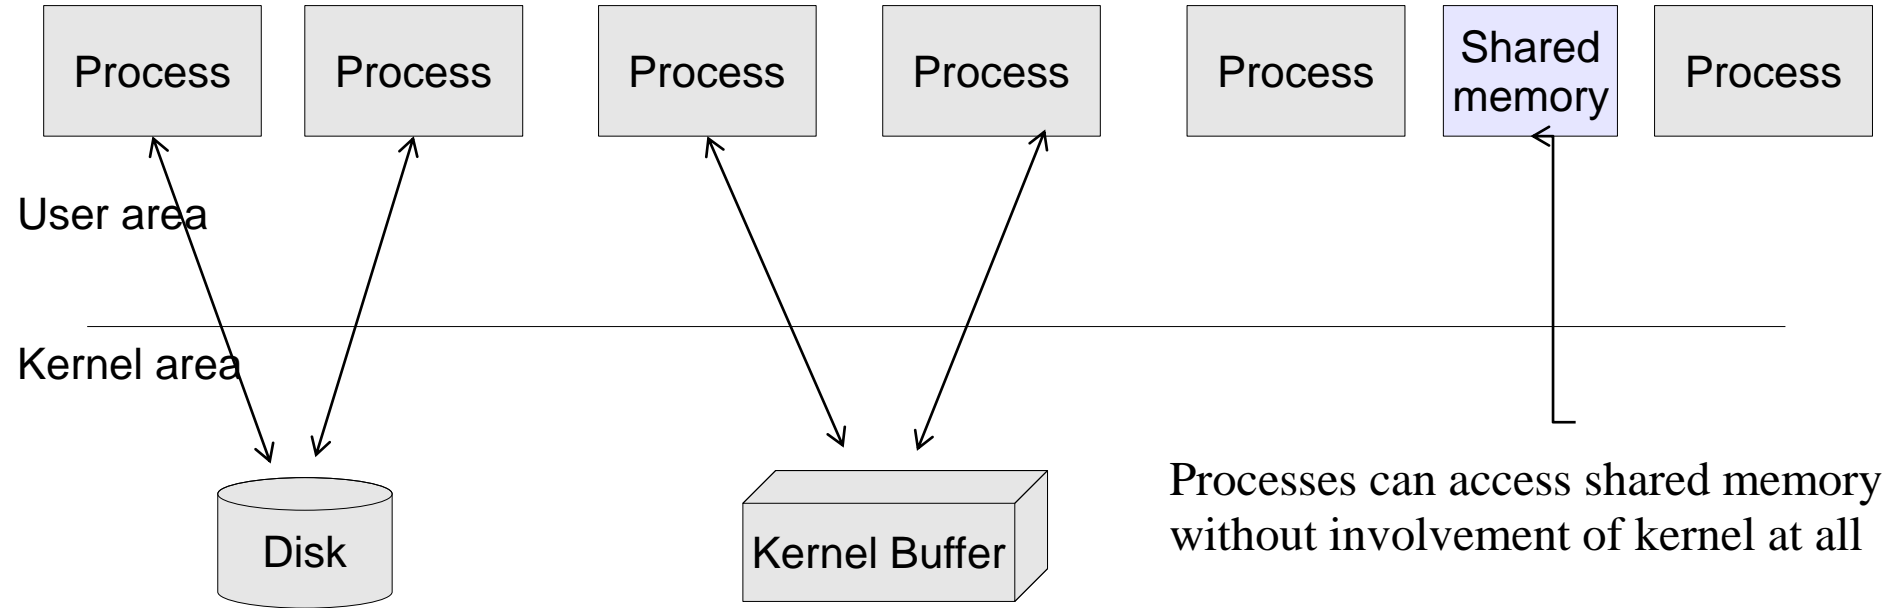 Process
Process
Process
Process
Process
Shared
memory
Process
User area
Kernel area
Disk
Kernel Buffer
Processes can access shared memory
without involvement of kernel at all